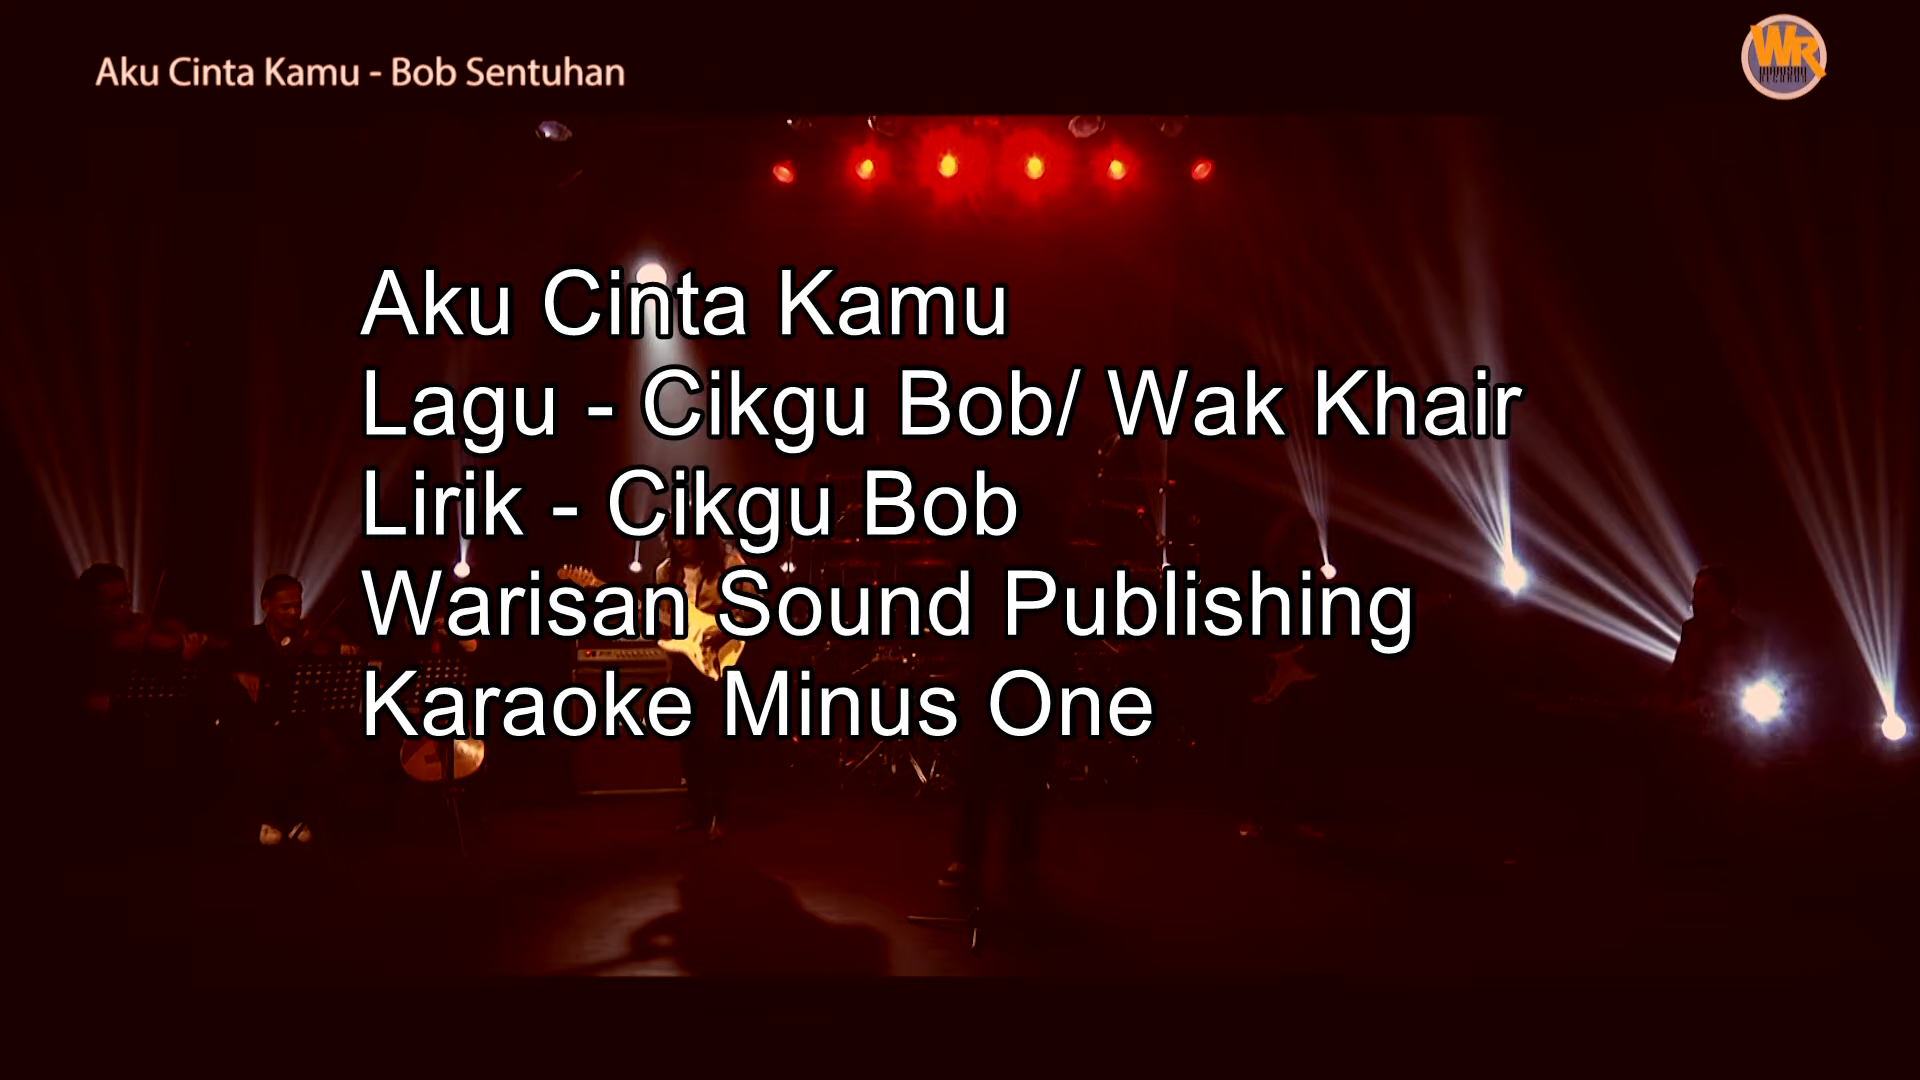 Aku Cinta Kamu - Bob Sentuhan
WR
Aku Cinta Kamu
Lagu - Cikgu Bob/ Wak Khair
Lirik - Cikgu Bob
Warisan Sound Publishing
Karaoke Minus One